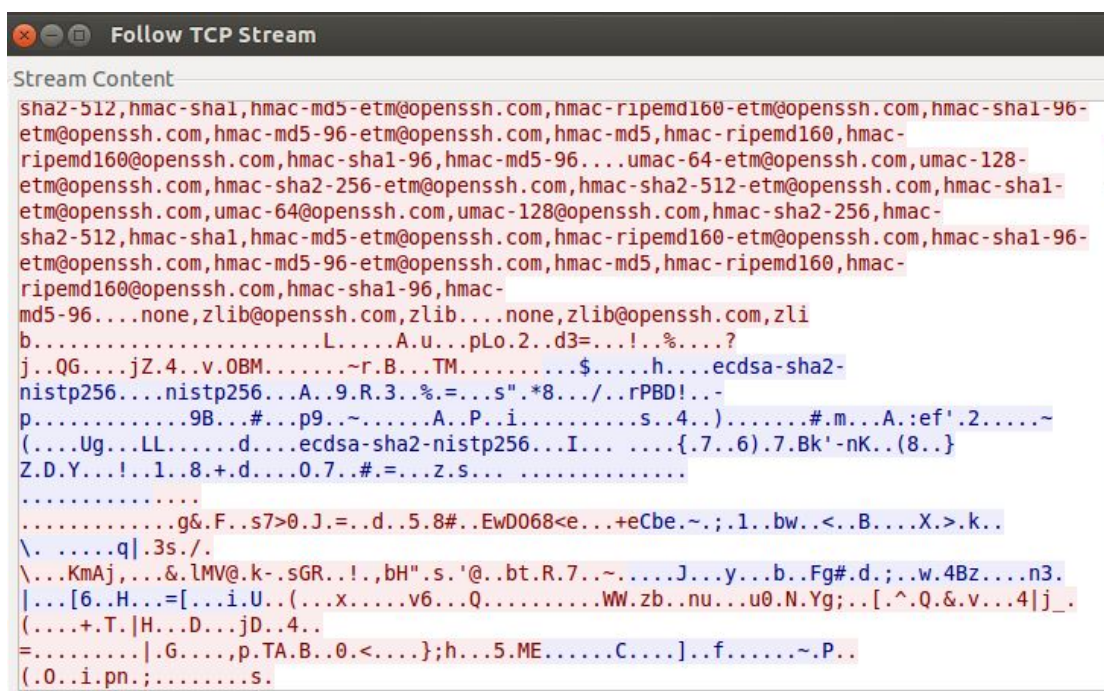 Follow TCP Stream
Stream Content
sha2-512,hmac-sha1,hmac-md5-etm@openssh.com,hmac-ripemd160-etm@openssh.com,hmac-sha1-96-
etm@openssh.com,hmac-md5-96-etm@openssh.com,hmac-md5,hmac-ripemd160,hmac-
ripemd160@openssh.com,hmac-sha1-96,hmac-md5-96....umac-64-etm@openssh.com,umac-128-
etm@openssh.com,hmac-sha2-256-etm@openssh.com,hmac-sha2-512-etm@openssh.com,hmac-sha1-
etm@openssh.com,umac-64@openssh.com,umac-128@openssh.com,hmac-sha2-256,hmac-
sha2-512,hmac-sha1,hmac-md5-etm@openssh.com,hmac-ripemd160-etm@openssh.com,hmac-sha1-96-
etm@openssh.com,hmac-md5-96-etm@openssh.com,hmac-md5,hmac-ripemd160,hmac-
ripemd160@openssh.com,hmac-sha1-96,hmac-
md5-96....none,zlib@openssh.com,zlib....none,zlib@openssh.com,zli
b.......................L.....A.u...pLo.2..d3=...!..%....?
j..QG....jZ.4..v.OBM.......~r.B...TM........ ...$.....h....ecdsa-sha2-
nistp256....nistp256...A..9.R.3..%.=...s".*8.../..rPBD!..-
p.............9B...#...p9..~......A..P..i..........s..4..).......#.m...A.:ef'.2.....~
(....Ug...LL......d....ecdsa-sha2-nistp256...I... ....{.7..6).7.Bk'-nK..(8..}
Z.D.Y...!..1..8.+.d....0.7..#.=...z.s... ...............
................
.............g&.F..s7>0.J.=..d..5.8#..EwDO68<e...+eCbe.~.;.1..bw..<..B....X.>.k..
\. .....q|.3s./.
\...KmAj,...&.lMV@.k-.sGR..!.,bH".s.'@..bt.R.7..~.....J...y...b..Fg#.d.;..w.4Bz....n3.
|...[6..H...=[...i.U..(...x.....v6...Q..........WW.zb..nu...u0.N.Yg;..[.^.Q.&.v...4|j_.
(....+.T.|H...D...jD..4..
=.........|.G....,p.TA.B..0.<....};h...5.ME......C....]..f......~.P..
(.O..i.pn.;........s.